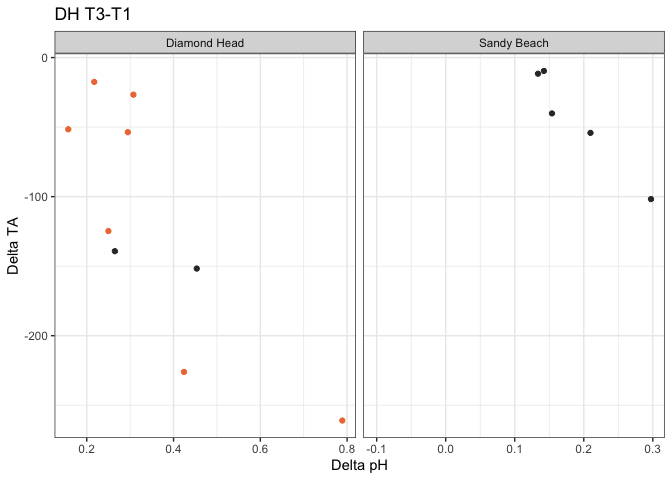 DH T3-T1
Diamond Head
Sandy Beach
0
-100
-200
Delta TA
0.2 0.4 0.6 0.8 -0.1 0.0 0.1 0.2 0.3
Delta pH